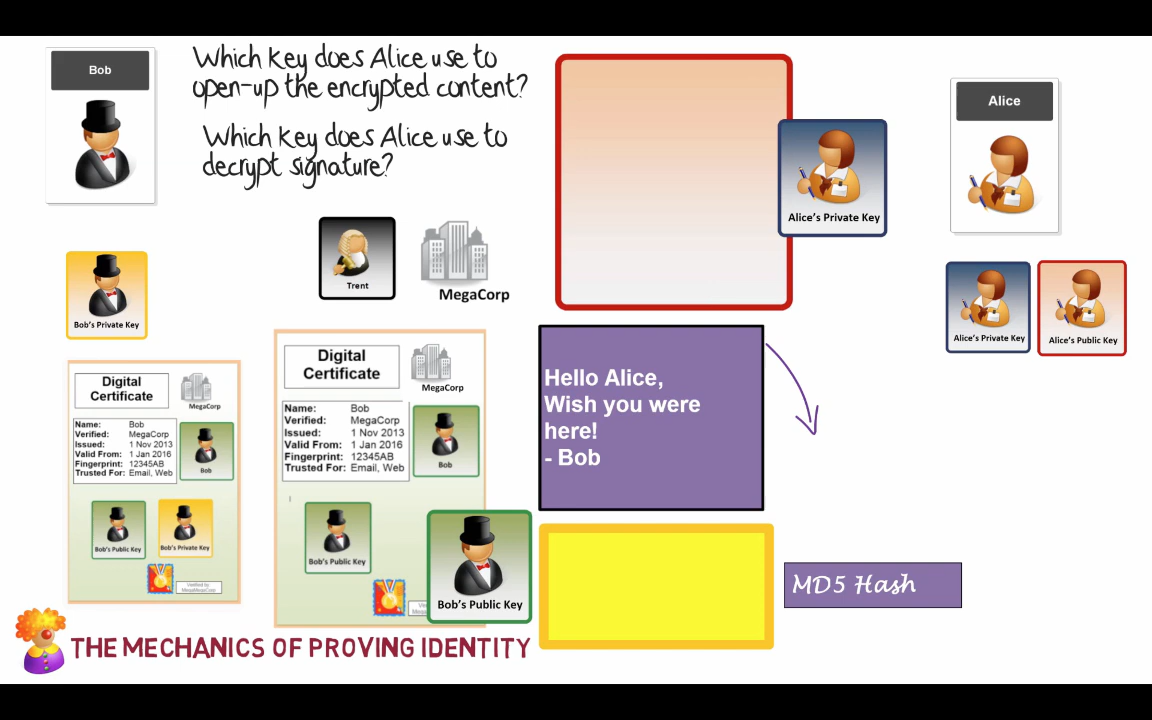 Bob
Which key does Alice use to
open-up the encrypted content?
Which key does Alice use to
decrypt signature?
Alice
Alice's Private Key
Trent
MegaCorp
Bob's Private Key
Alice's Private Key
Alice's Public Key
Digital
Certificate
MegaCorp
Name: Bob
Verified: MegaCorp
Issued: 1 Nov 2013
Valid From: 1 Jan 2016
Fingerprint: 12345AB
Trusted For: Email, Web
Bob
Bob's Public Key
Bob's Private Key
Verified by
Digital
Certificate
MegaCorp
Name: Bob
Verified: MegaCorp
Issued: 1 Nov 2013
Valid From: 1 Jan 2016
Fingerprint: 12345AB
Trusted For: Email, Web
Bob
Bob's Public Key
Bob's Public Key
Hello Alice,
Wish you were
here!
- Bob
MD5 Hash
THE MECHANICS OF PROVING IDENTITY